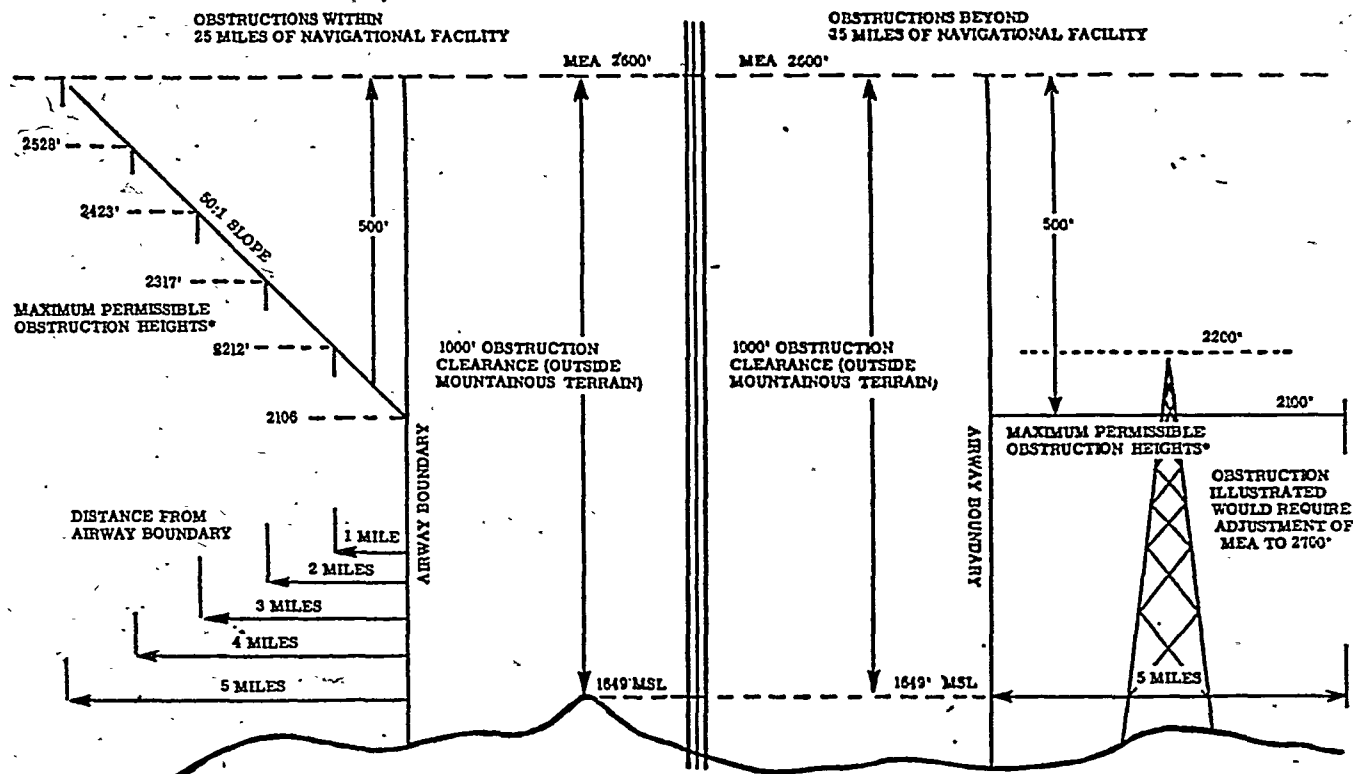 OBSTRUCTIONS WITHIN
25 MILES OF NAVIGATIONAL FACILITY
OBSTRUCTIONS BEYOND
25 MILES OF NAVIGATIONAL FACILITY
MEA 2600'
MEA 2600'
2528'
2423'
50:1 SLOPE
500'
500'
2317'
MAXIMUM PERMISSIBLE
OBSTRUCTION HEIGHTS*
2212'
1000' OBSTRUCTION
CLEARANCE (OUTSIDE
MOUNTAINOUS TERRAIN)
1000' OBSTRUCTION
CLEARANCE (OUTSIDE
MOUNTAINOUS TERRAIN)
2200'
2106
2100'
MAXIMUM PERMISSIBLE
OBSTRUCTION HEIGHTS*
AIRWAY BOUNDARY
AIRWAY BOUNDARY
OBSTRUCTION
ILLUSTRATED
WOULD REQUIRE
ADJUSTMENT OF
MEA TO 2700'
DISTANCE FROM
AIRWAY BOUNDARY
1 MILE
2 MILES
3 MILES
4 MILES
5 MILES
1649' MSL
1649' MSL
5 MILES